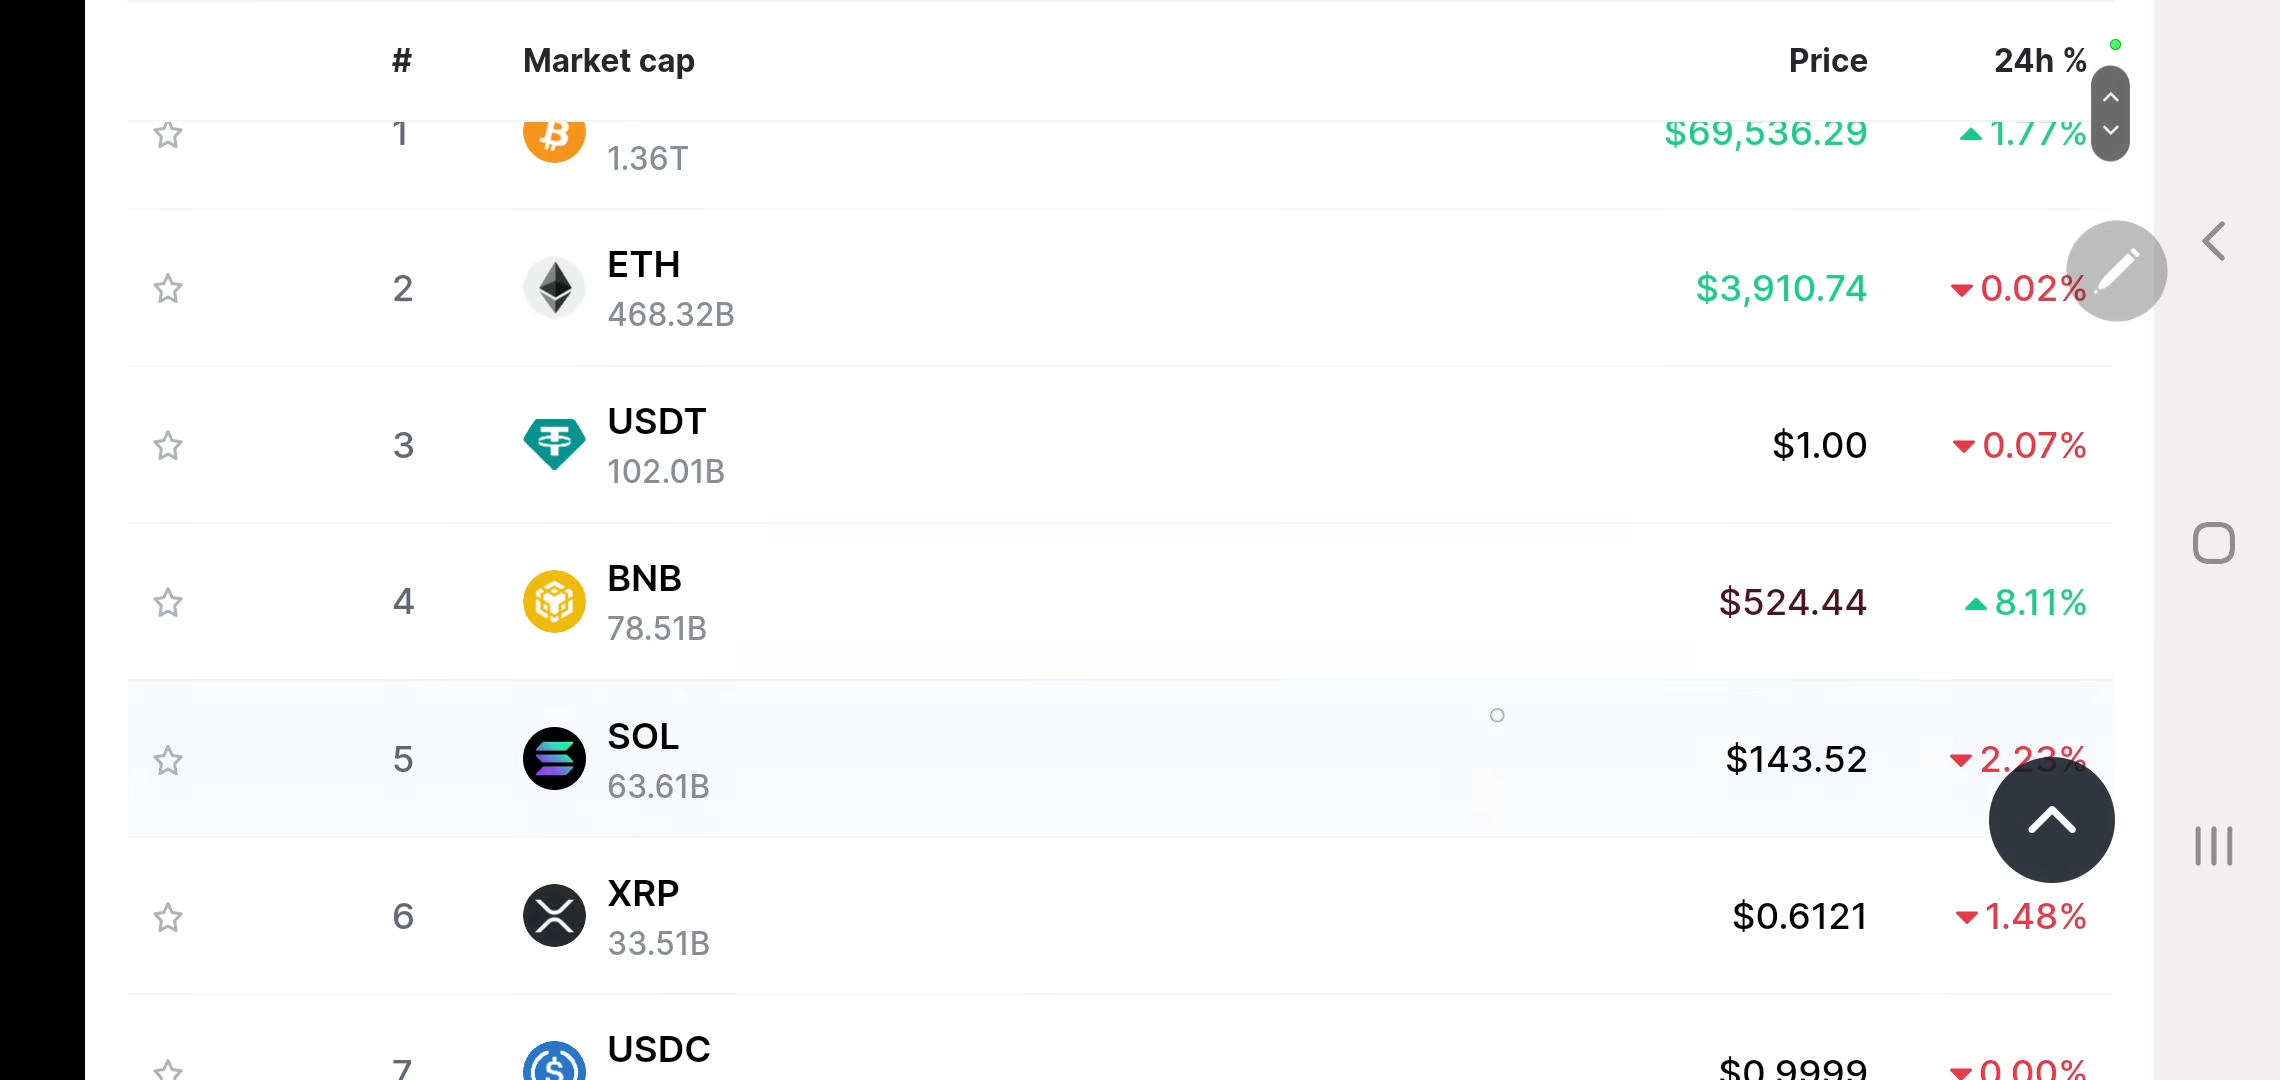 # Market cap Price 24h %
1 1.36T $69,536.29 1.77%
2 ETH 468.32B $3,910.74 0.02%
3 USDT 102.01B $1.00 0.07%
4 BNB 78.51B $524.44 8.11%
5 SOL 63.61B $143.52 2.23%
6 XRP 33.51B $0.6121 1.48%
7 USDC $0.9999 0.00%